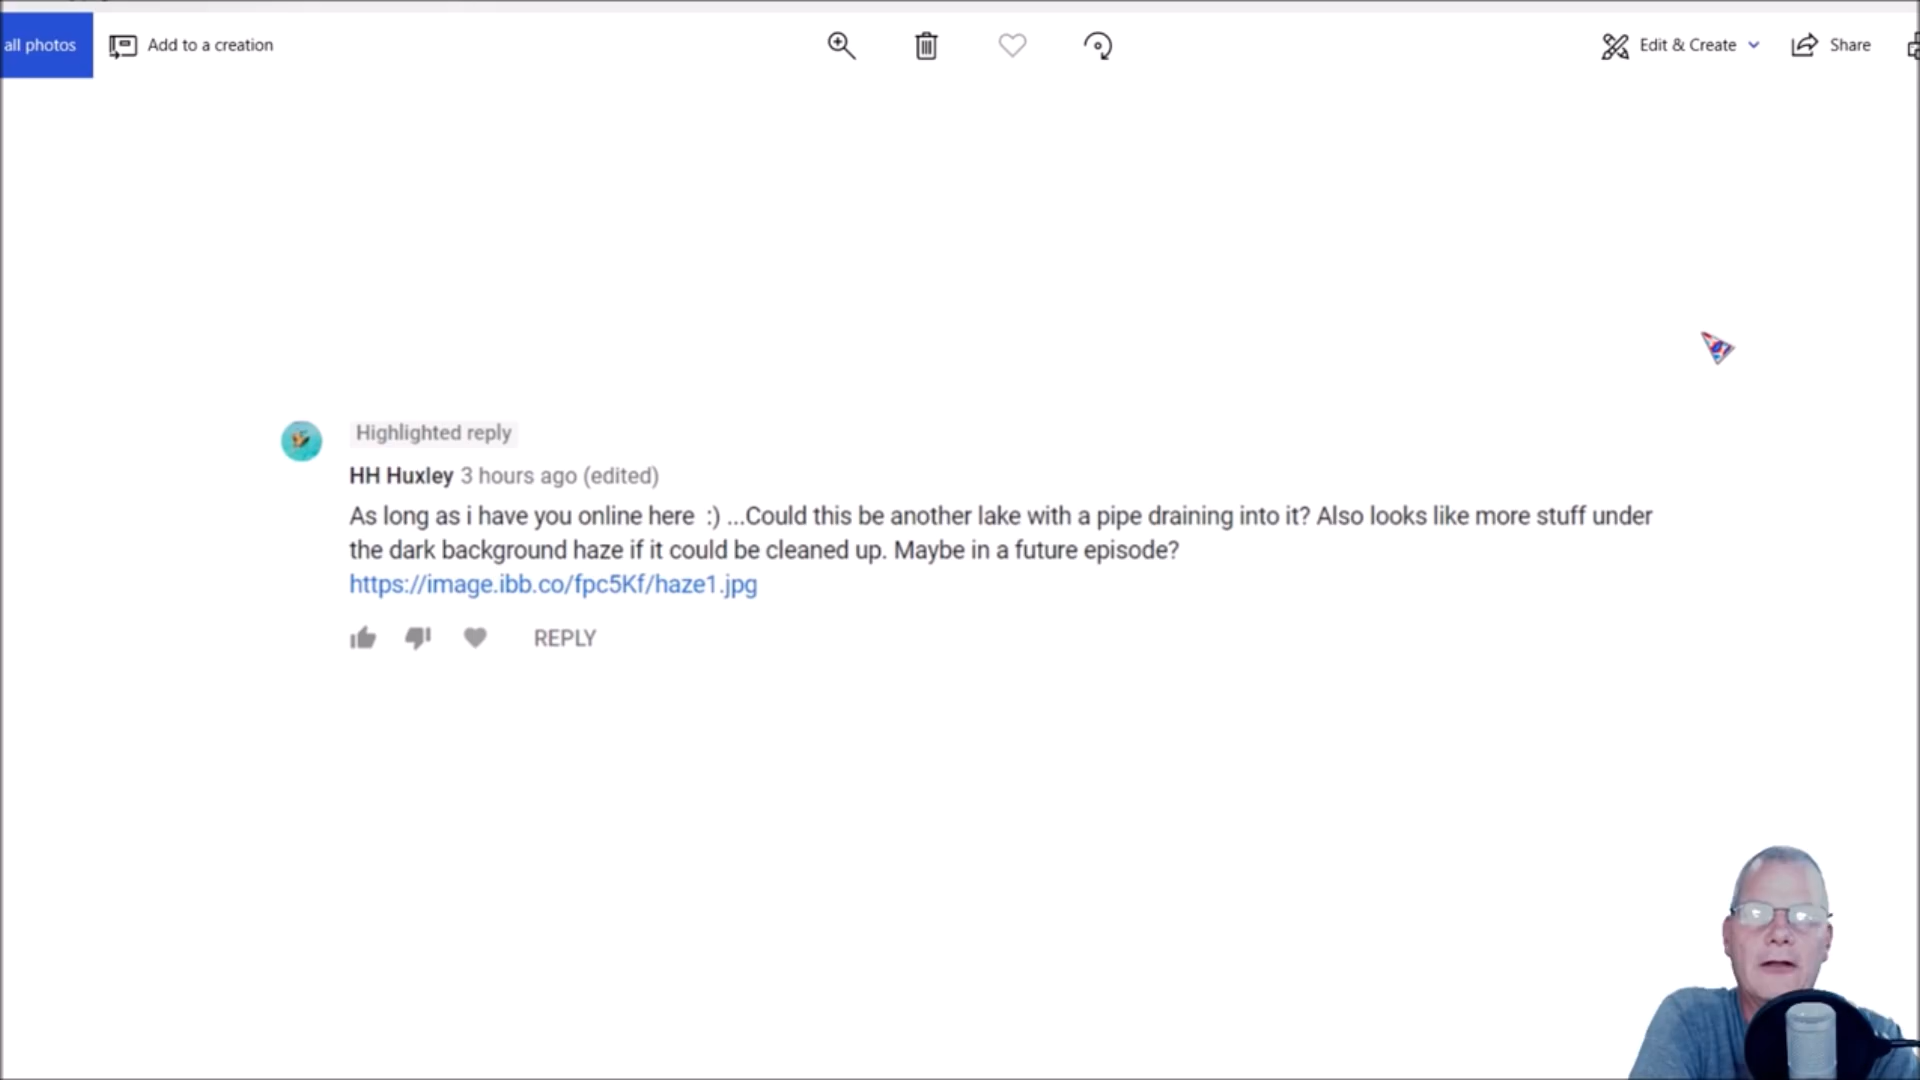 all photos
Add to a creation
Edit & Create
Share
Highlighted reply
HH Huxley 3 hours ago (edited)
As long as i have you online here :) ...Could this be another lake with a pipe draining into it? Also looks like more stuff under
the dark background haze if it could be cleaned up. Maybe in a future episode?
https://image.ibb.co/fpc5Kf/haze1.jpg
REPLY